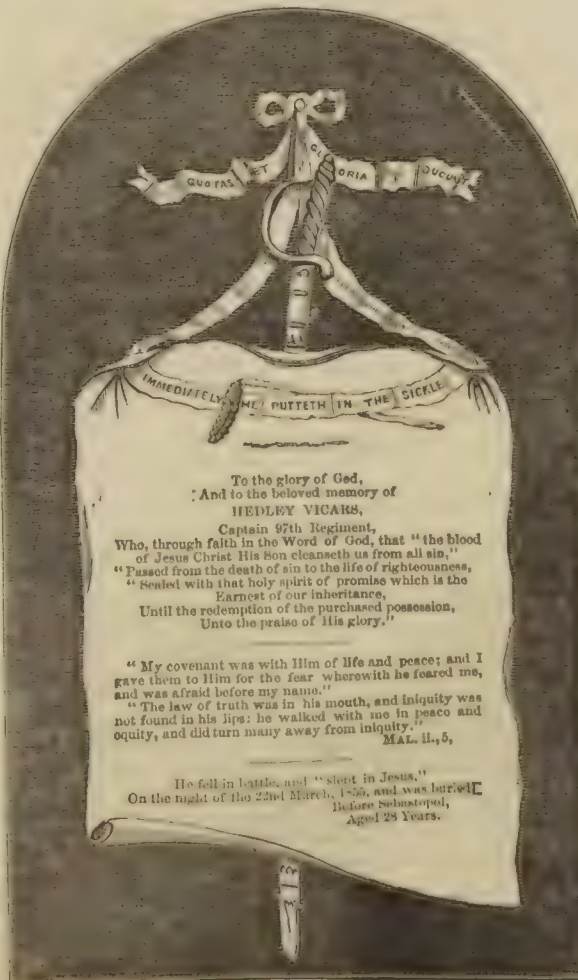 QUO FAS ET GLORIA DUCUNT
IMMEDIATELY HE PUTTETH IN THE SICKLE
To the glory of God,
And to the beloved memory of
HEDLEY VICARS,
Captain 97th Regiment,
Who, through faith in the Word of God, that “the blood
of Jesus Christ His Son cleanseth us from all sin,”
“Passed from the death of sin to the life of righteousness,
“Sealed with that holy spirit of promise which is the
Earnest of our inheritance,
Until the redemption of the purchased possession,
Unto the praise of His glory.”
“My covenant was with Him of life and peace; and I
gave them to Him for the fear wherewith he feared me,
and was afraid before my name.”
“The law of truth was in his mouth, and iniquity was
not found in his lips: he walked with me in peace and
equity, and did turn many away from iniquity.”
MAL. ii., 5,
He fell in battle, and “slept in Jesus,”
On the night of the 22nd March, 1855, and was buried
Before Sebastopol,
Aged 28 Years.